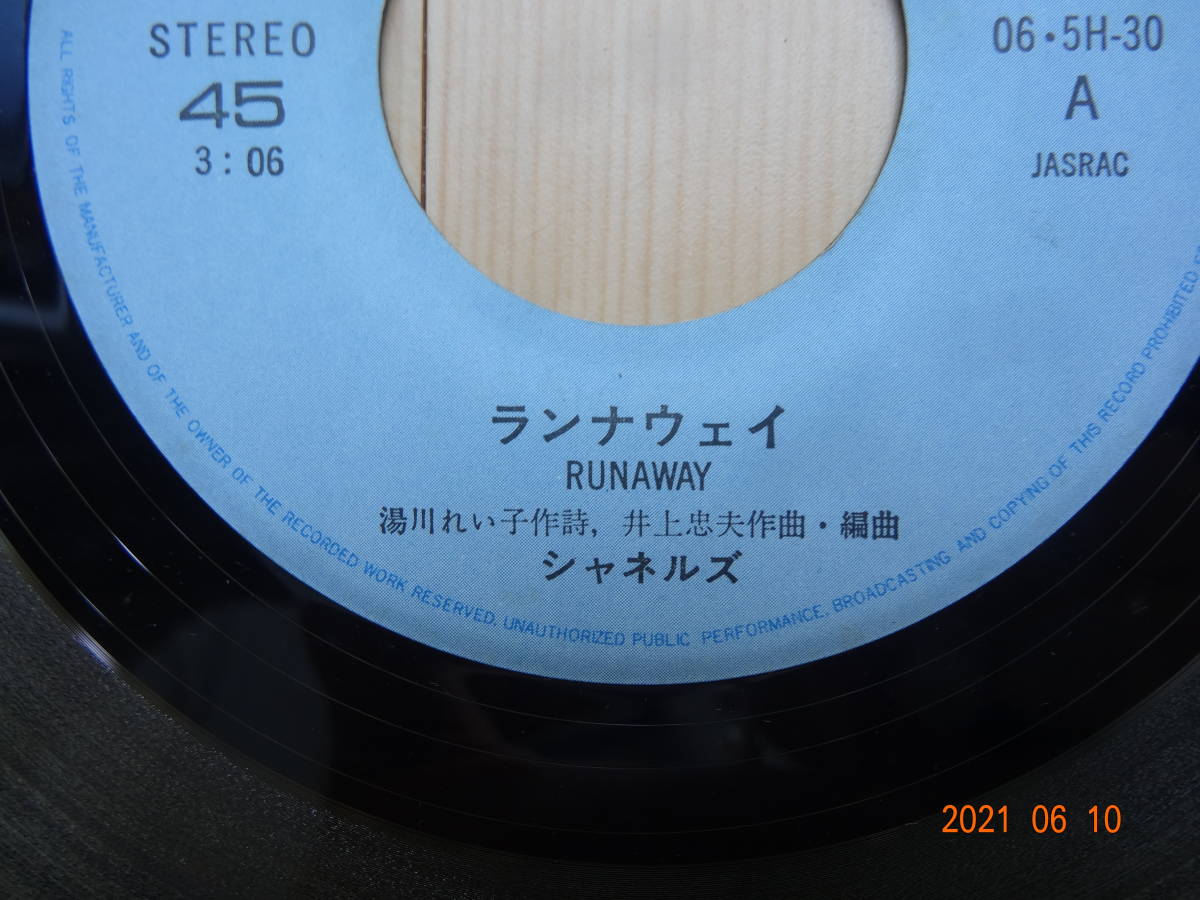 STEREO
45
3:06
06・5H-30
A
JASRAC
ランナウェイ
RUNAWAY
湯川れい子作詩, 井上忠夫作曲・編曲
シャネルズ
ALL RIGHTS OF THE MANUFACTURER AND OF THE OWNER OF THE RECORDED WORK RESERVED. UNAUTHORIZED PUBLIC PERFORMANCE, BROADCASTING AND COPYING OF THIS RECORD PROHIBITED
2021 06 10